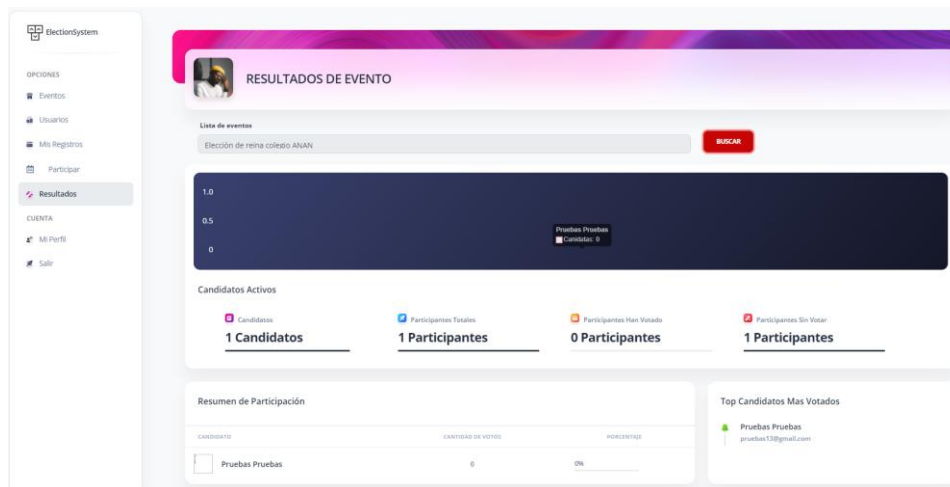 ElectionSystem
OPCIONES
Eventos
Usuarios
Mis Registros
Participar
Resultados
CUENTA
Mi Perfil
Salir
RESULTADOS DE EVENTO
Lista de eventos
Elección de reina colestio ANAN
BUSCAR
1.0
0.5
0
Pruebas Pruebas
Canidatas: 0
Candidatos Activos
Candidatos
1 Candidatos
Participantes Totales
1 Participantes
Participantes Han Votado
0 Participantes
Participantes Sin Votar
1 Participantes
Resumen de Participación
CANDIDATO CANTIDAD DE VOTOS PORCENTAJE
Pruebas Pruebas 0 0%
Top Candidatos Mas Votados
Pruebas Pruebas
pruebas13@gmail.com